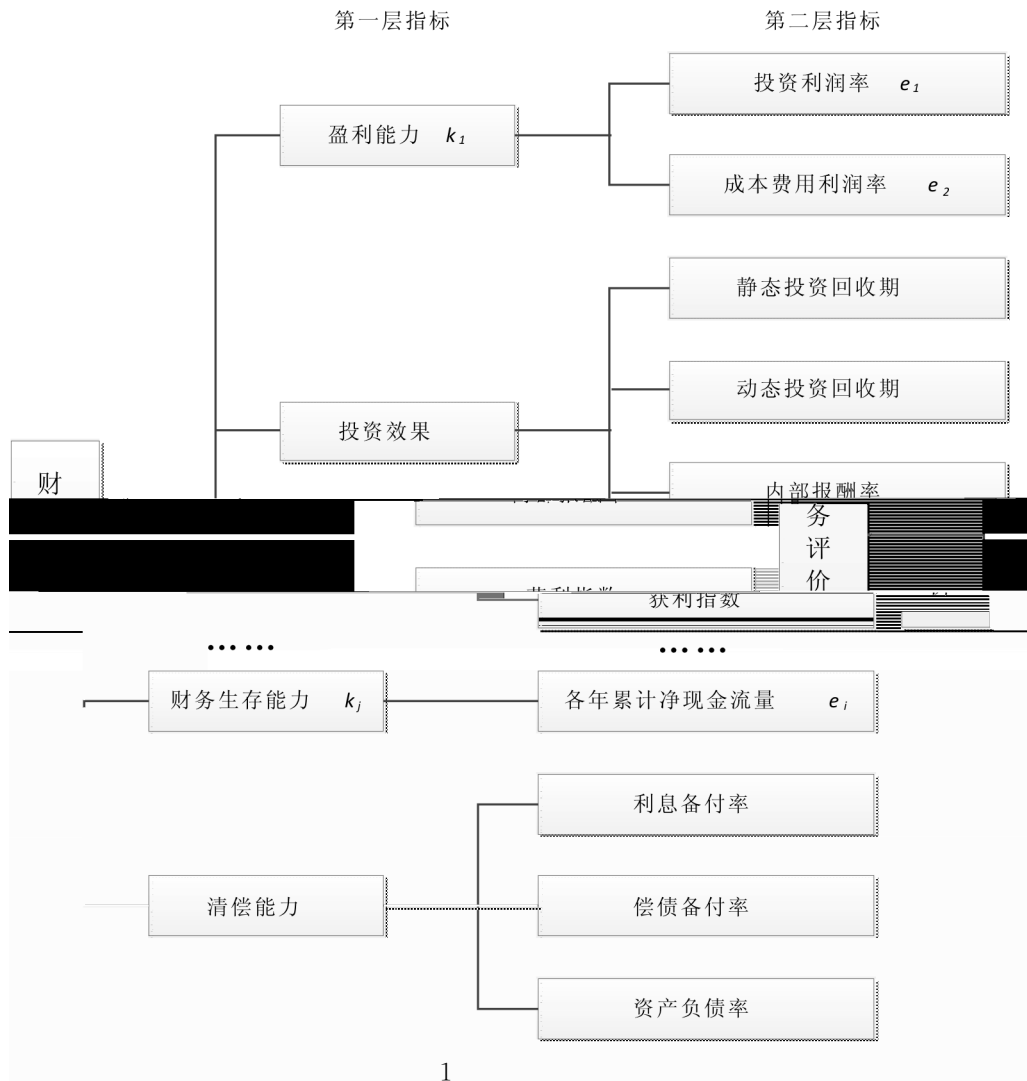 第一层指标
第二层指标
投资利润率 e1
盈利能力 k1
成本费用利润率 e2
静态投资回收期
动态投资回收期
投资效果
财
内部报酬率
务
评
价
获利指数
……
……
财务生存能力 kj
各年累计净现金流量 ei
利息备付率
清偿能力
偿债备付率
资产负债率
1